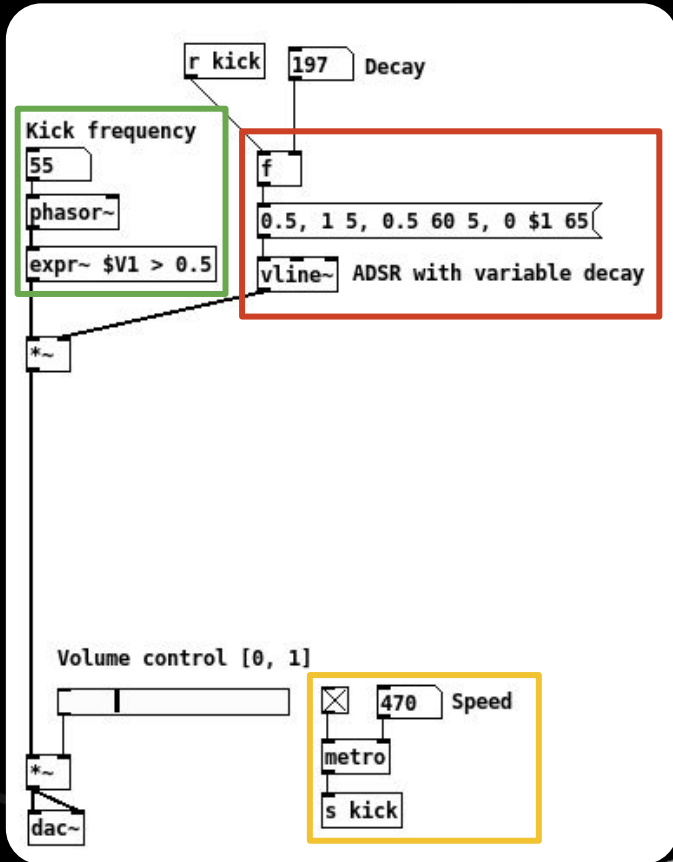 r kick
197
Decay
Kick frequency
55
phasor~
expr~ $V1 > 0.5
f
0.5, 1 5, 0.5 60 5, 0 $1 65
vline~
ADSR with variable decay
*~
Volume control [0, 1]
470
Speed
metro
s kick
*~
dac~